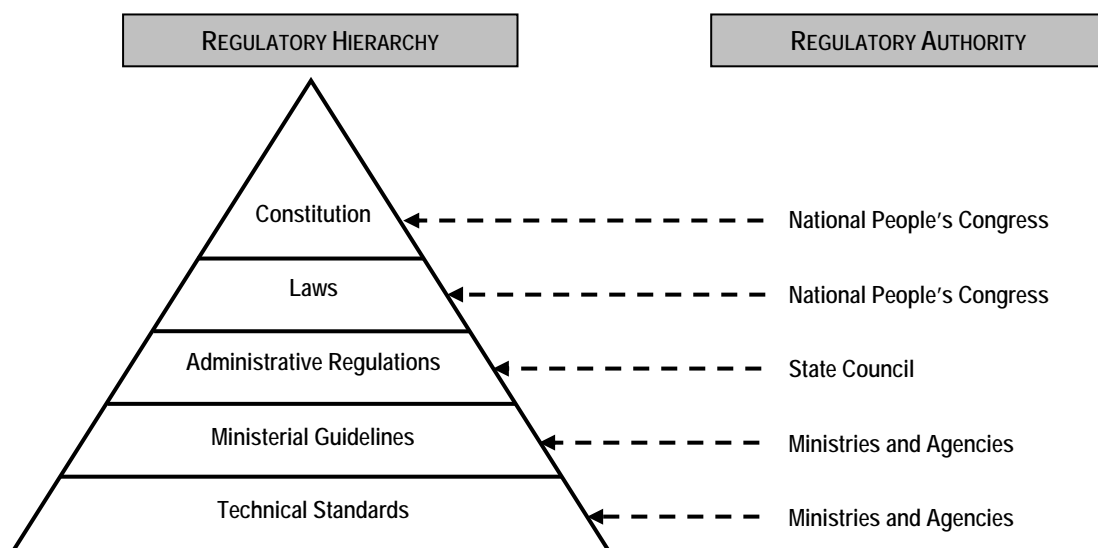 REGULATORY HIERARCHY
REGULATORY AUTHORITY
Constitution
National People's Congress
Laws
National People's Congress
Administrative Regulations
State Council
Ministerial Guidelines
Ministries and Agencies
Technical Standards
Ministries and Agencies